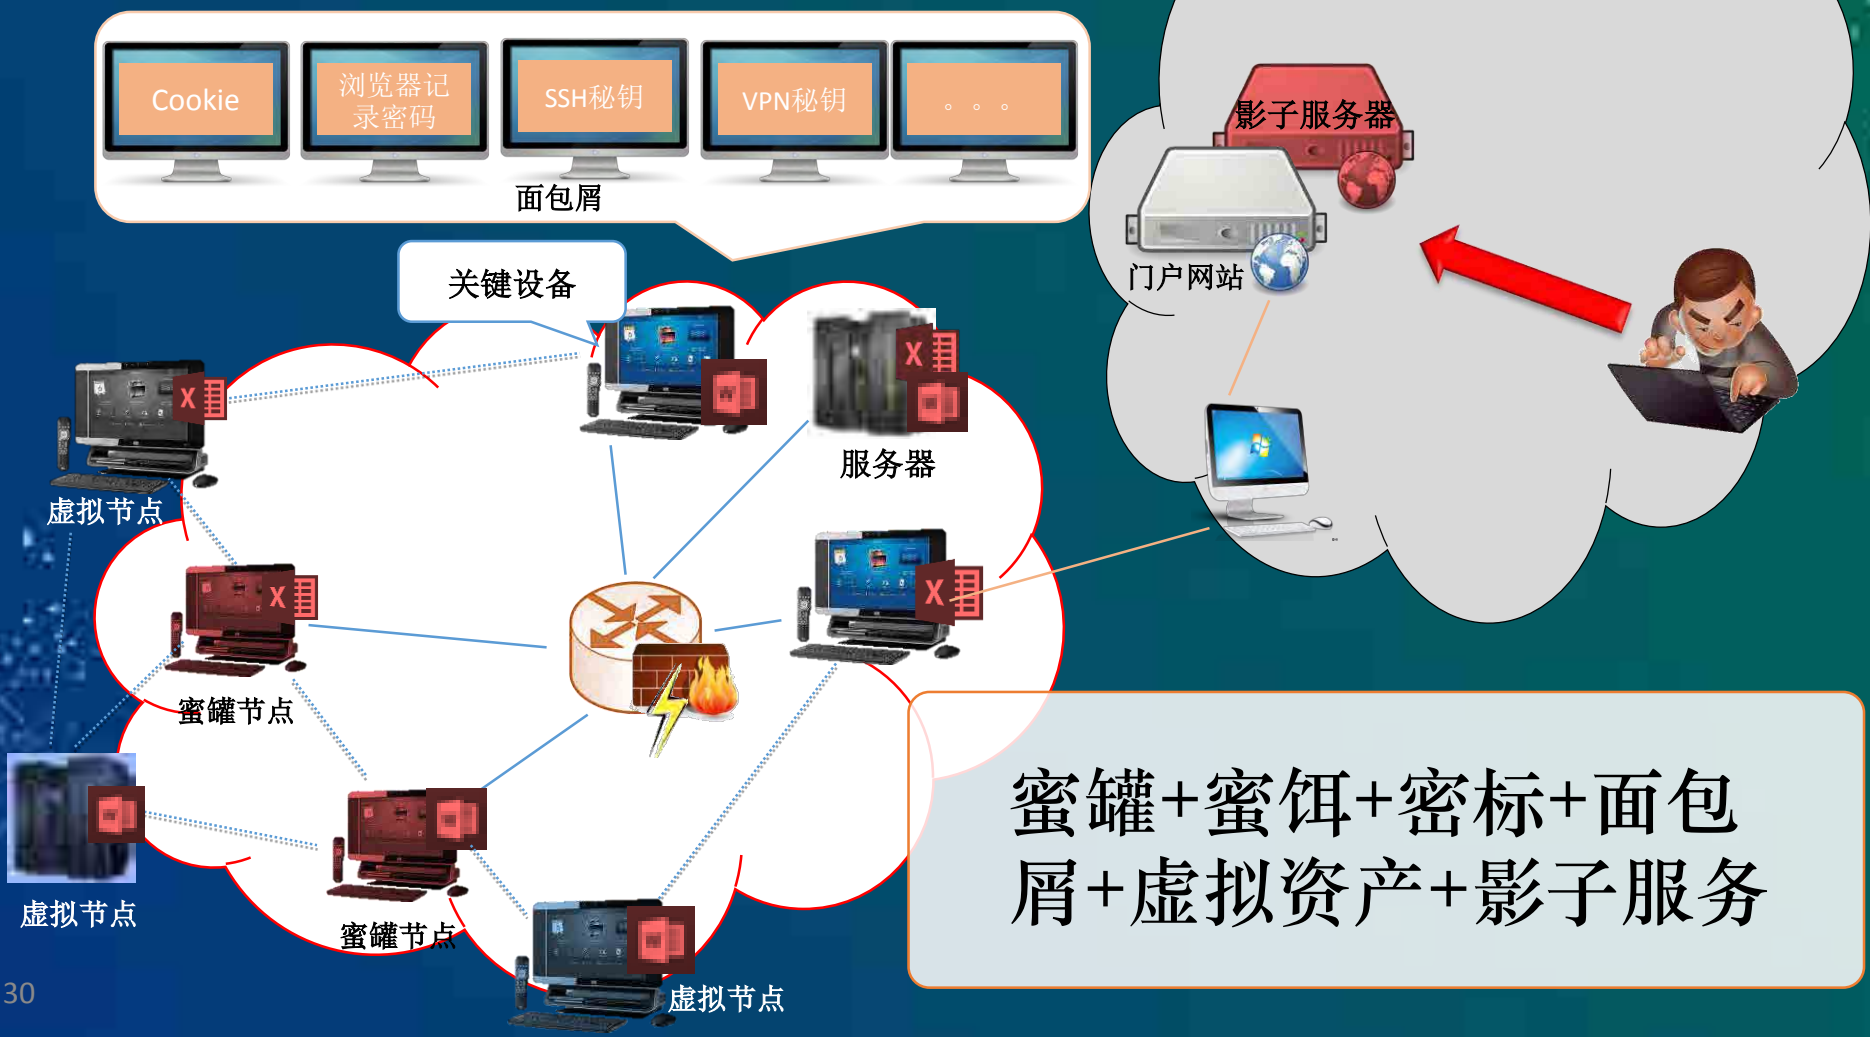 Cookie
浏览器记
录密码
SSH秘钥
VPN秘钥
。。。
面包屑
影子服务器
门户网站
关键设备
X
X
服务器
虚拟节点
X
X
蜜罐节点
蜜罐+蜜饵+密标+面包
屑+虚拟资产+影子服务
虚拟节点
蜜罐节点
虚拟节点
30